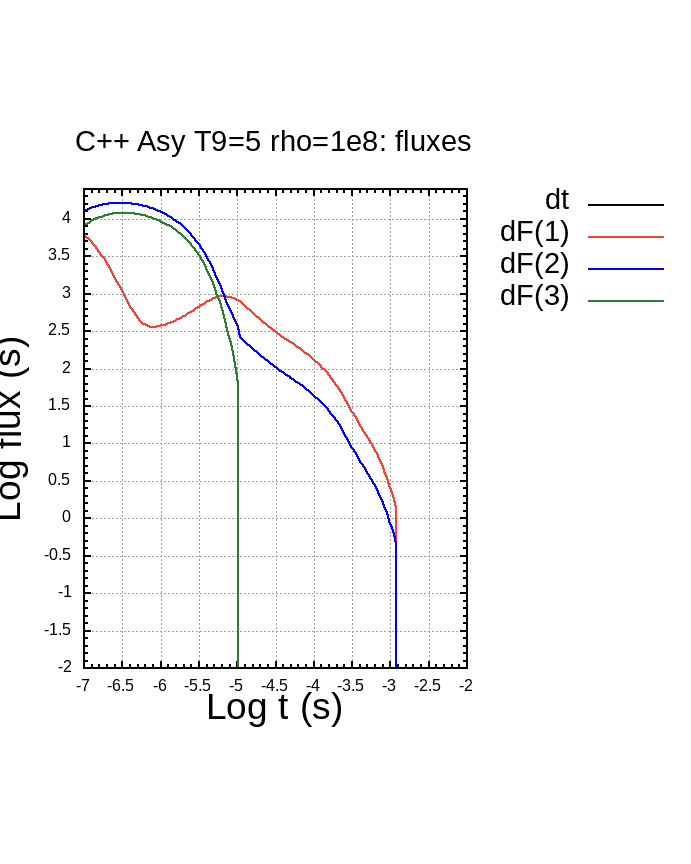 C++ Asy T9=5 rho=1e8: fluxes
dt
dF(1)
dF(2)
dF(3)
Log flux (s)
4
3.5
3
2.5
2
1.5
1
0.5
0
-0.5
-1
-1.5
-2
-7 -6.5 -6 -5.5 -5 -4.5 -4 -3.5 -3 -2.5 -2
Log t (s)